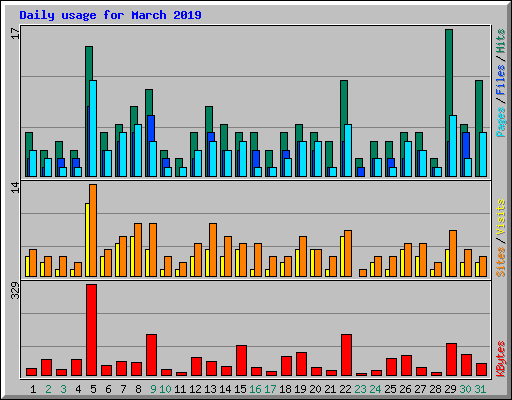 Daily usage for March 2019
17
Pages / Files / Hits
14
Sites / Visits
329
KBytes
1 2 3 4 5 6 7 8 9 10 11 12 13 14 15 16 17 18 19 20 21 22 23 24 25 26 27 28 29 30 31